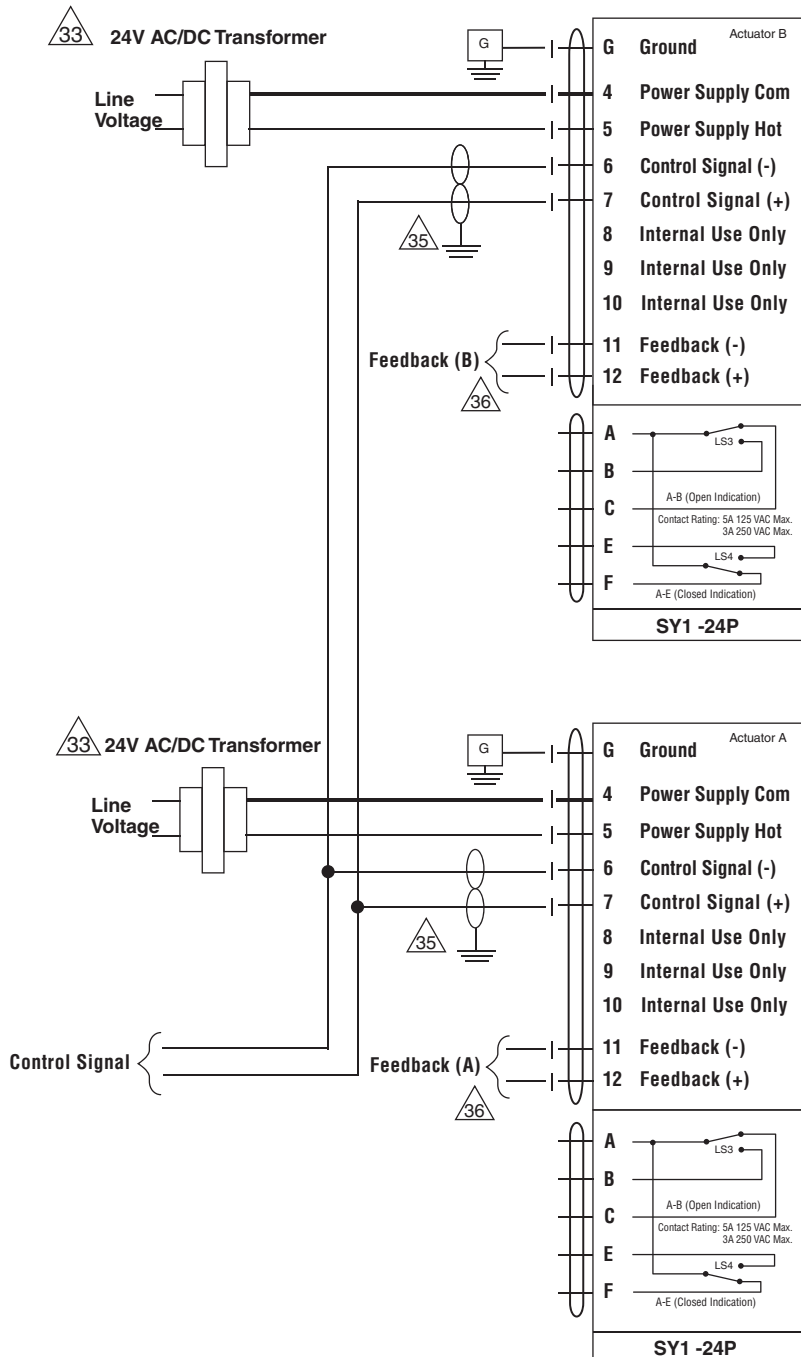 33 24V AC/DC Transformer
Line
Voltage
G
Actuator B
G Ground
4 Power Supply Com
5 Power Supply Hot
6 Control Signal (-)
7 Control Signal (+)
8 Internal Use Only
9 Internal Use Only
10 Internal Use Only
11 Feedback (-)
12 Feedback (+)
35
Feedback (B)
36
A
B
C
E
F
LS3
A-B (Open Indication)
Contact Rating: 5A 125 VAC Max.
3A 250 VAC Max.
LS4
A-E (Closed Indication)
SY1 -24P
33 24V AC/DC Transformer
Line
Voltage
G
Actuator A
G Ground
4 Power Supply Com
5 Power Supply Hot
6 Control Signal (-)
7 Control Signal (+)
8 Internal Use Only
9 Internal Use Only
10 Internal Use Only
11 Feedback (-)
12 Feedback (+)
35
Control Signal
Feedback (A)
36
A
B
C
E
F
LS3
A-B (Open Indication)
Contact Rating: 5A 125 VAC Max.
3A 250 VAC Max.
LS4
A-E (Closed Indication)
SY1 -24P